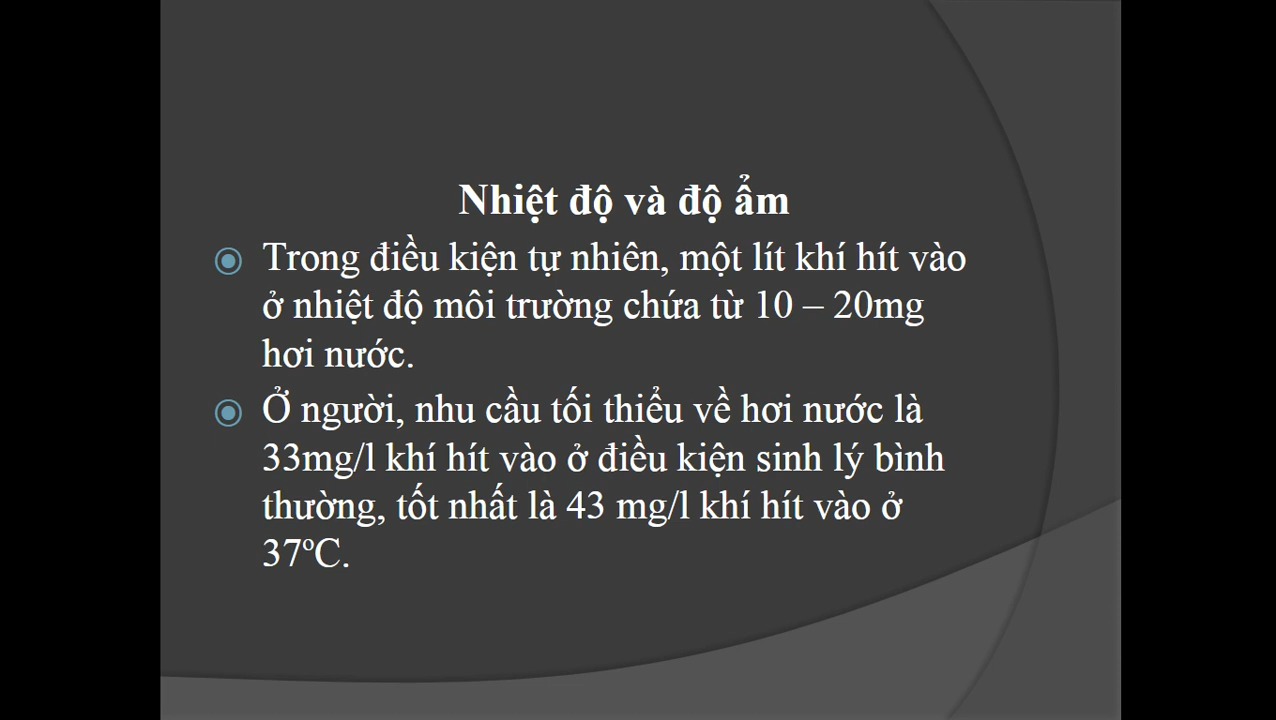 Nhiệt độ và độ ẩm
Trong điều kiện tự nhiên, một lít khí hít vào
ở nhiệt độ môi trường chứa từ 10 – 20mg
hơi nước.
Ở người, nhu cầu tối thiểu về hơi nước là
33mg/l khí hít vào ở điều kiện sinh lý bình
thường, tốt nhất là 43 mg/l khí hít vào ở
37ºC.